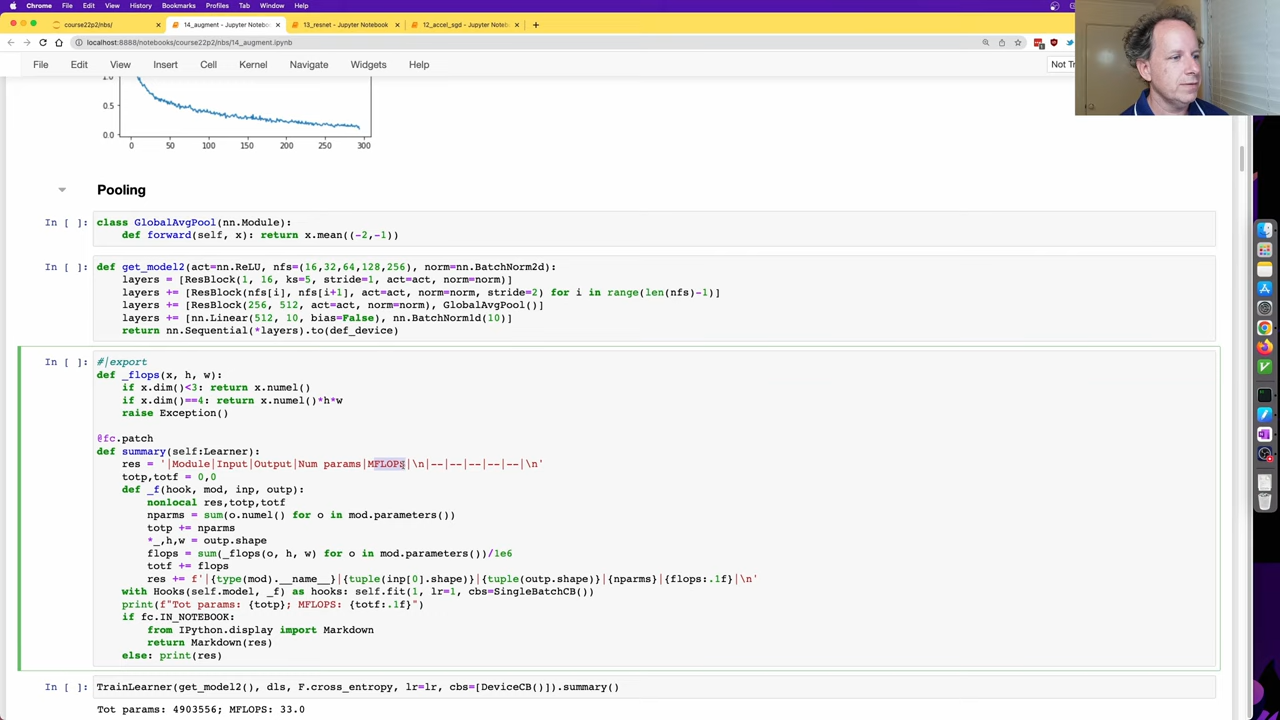 Chrome File Edit View History Bookmarks Profiles Tab Window Help
course22p2/nbs/ 14_augment - Jupyter Notebo 13_resnet - Jupyter Notebook 12_accel_sgd - Jupyter Notebo
localhost:8888/notebooks/course22p2/nbs/14_augment.ipynb
File Edit View Insert Cell Kernel Navigate Widgets Help Not Tr
1.0
0.5
0.0
0 50 100 150 200 250 300
Pooling
In [ ]: class GlobalAvgPool(nn.Module):
def forward(self, x): return x.mean((-2,-1))
In [ ]: def get_model2(act=nn.ReLU, nfs=(16,32,64,128,256), norm=nn.BatchNorm2d):
layers = [ResBlock(1, 16, ks=5, stride=1, act=act, norm=norm)]
layers += [ResBlock(nfs[i], nfs[i+1], act=act, norm=norm, stride=2) for i in range(len(nfs)-1)]
layers += [ResBlock(256, 512, act=act, norm=norm), GlobalAvgPool()]
layers += [nn.Linear(512, 10, bias=False), nn.BatchNorm1d(10)]
return nn.Sequential(*layers).to(def_device)
In [ ]: #|export
def _flops(x, h, w):
if x.dim()<3: return x.numel()
if x.dim()==4: return x.numel()*h*w
raise Exception()
@fc.patch
def summary(self:Learner):
res = '|Module|Input|Output|Num params|MFLOPS|\n|--|--|--|--|--|\n'
totp,totf = 0,0
def _f(hook, mod, inp, outp):
nonlocal res,totp,totf
nparms = sum(o.numel() for o in mod.parameters())
totp += nparms
*_,h,w = outp.shape
flops = sum(_flops(o, h, w) for o in mod.parameters())/1e6
totf += flops
res += f'|{type(mod).__name__}|{tuple(inp[0].shape)}|{tuple(outp.shape)}|{nparms}|{flops:.1f}|\n'
with Hooks(self.model, _f) as hooks: self.fit(1, lr=1, cbs=SingleBatchCB())
print(f"Tot params: {totp}; MFLOPS: {totf:.1f}")
if fc.IN_NOTEBOOK:
from IPython.display import Markdown
return Markdown(res)
else: print(res)
In [ ]: TrainLearner(get_model2(), dls, F.cross_entropy, lr=lr, cbs=[DeviceCB()]).summary()
Tot params: 4903556; MFLOPS: 33.0